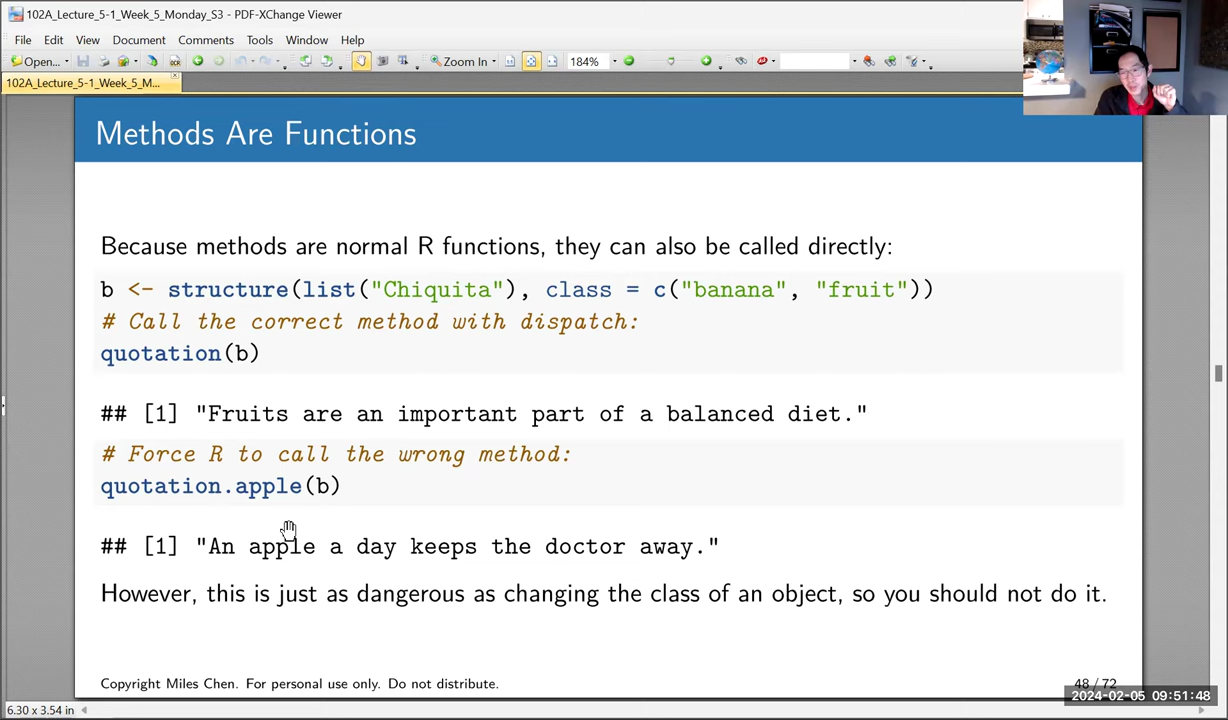 102A_Lecture_5-1_Week_5_Monday_S3 - PDF-XChange Viewer
File Edit View Document Comments Tools Window Help
Open... OCR Zoom In 184%
102A_Lecture_5-1_Week_5_M...
Methods Are Functions
Because methods are normal R functions, they can also be called directly:
b <- structure(list("Chiquita"), class = c("banana", "fruit"))
# Call the correct method with dispatch:
quotation(b)
## [1] "Fruits are an important part of a balanced diet."
# Force R to call the wrong method:
quotation.apple(b)
## [1] "An apple a day keeps the doctor away."
However, this is just as dangerous as changing the class of an object, so you should not do it.
Copyright Miles Chen. For personal use only. Do not distribute.
48 / 72
2024-02-05 09:51:48
6.30 x 3.54 in